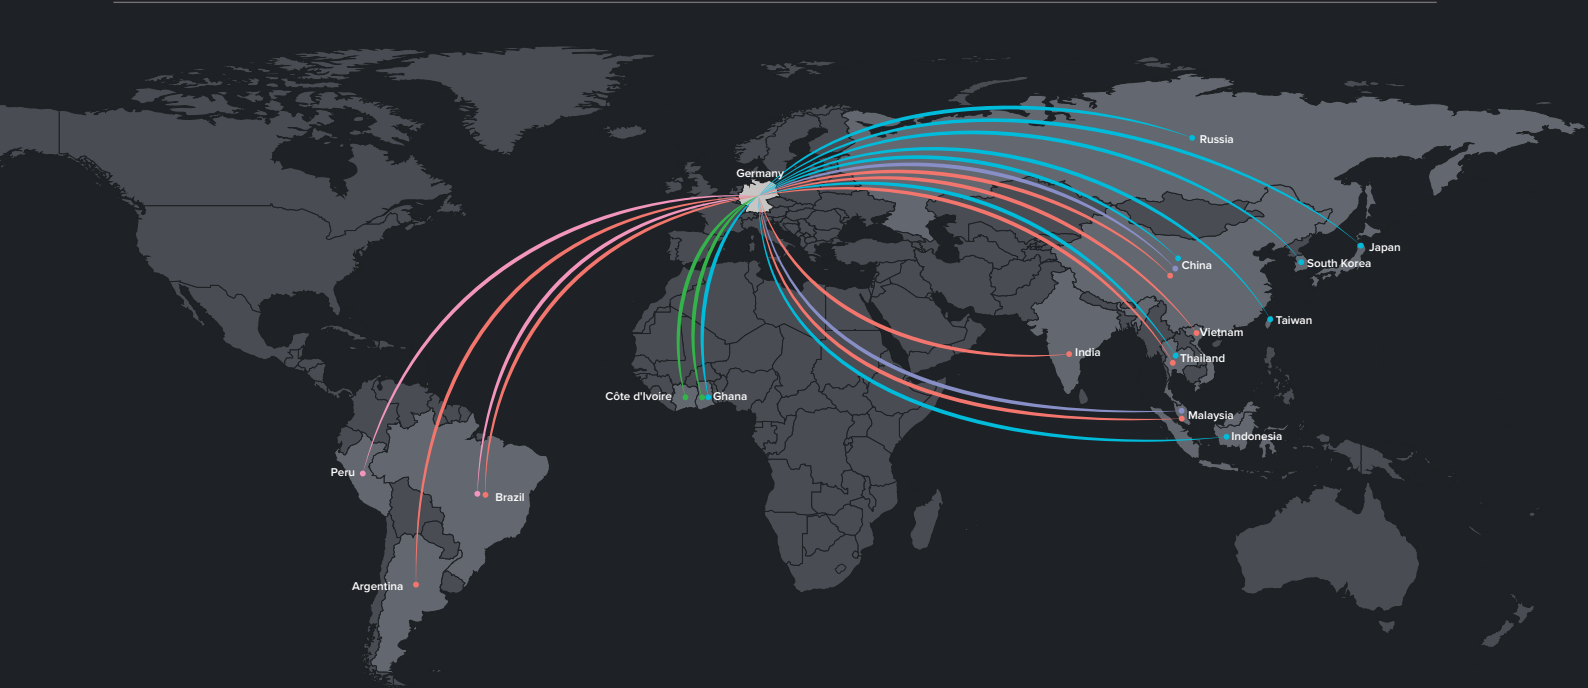 Russia
Germany
Japan
South Korea
China
Taiwan
Vietnam
India
Thailand
Côte d'Ivoire
Ghana
Malaysia
Indonesia
Peru
Brazil
Argentina